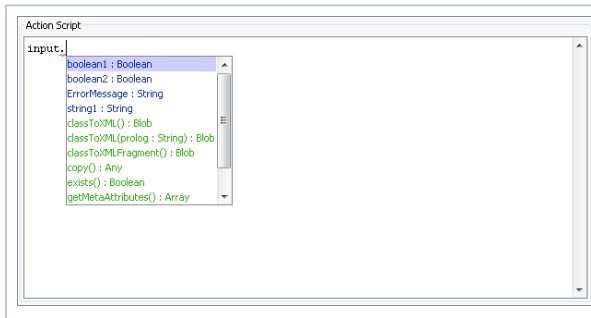 Action Script
input.
boolean1 : Boolean
boolean2 : Boolean
ErrorMessage : String
string1 : String
classToXML() : Blob
classToXML(prolog : String) : Blob
classToXMLFragment() : Blob
copy() : Any
exists() : Boolean
getMetaAttributes() : Array